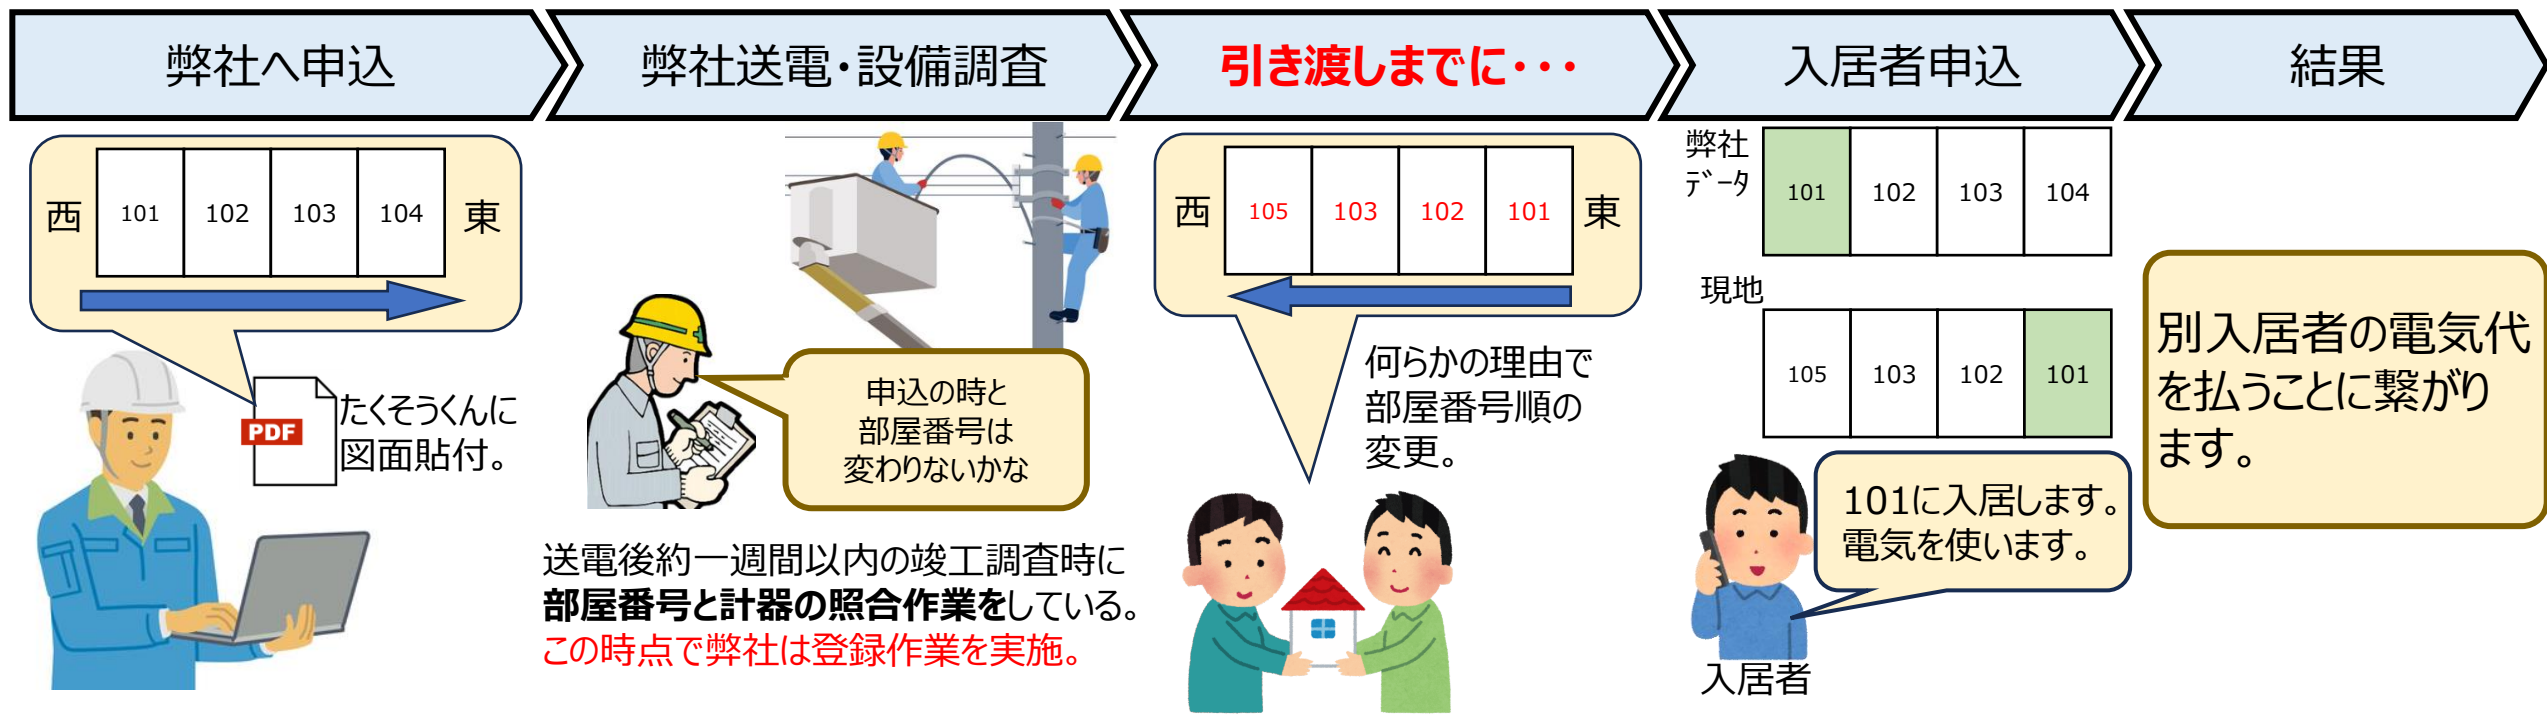 弊社へ申込
弊社送電・設備調査
引き渡しまでに・・・
入居者申込
結果
西
101
102
103
104
東
PDF
たくそうくんに
図面貼付。
申込の時と
部屋番号は
変わりないかな
送電後約一週間以内の竣工調査時に
部屋番号と計器の照合作業をしている。
この時点で弊社は登録作業を実施。
西
105
103
102
101
東
何らかの理由で
部屋番号順の
変更。
弊社
ﾃﾞｰﾀ
101
102
103
104
現地
105
103
102
101
101に入居します。
電気を使います。
入居者
別入居者の電気代
を払うことに繋がり
ます。